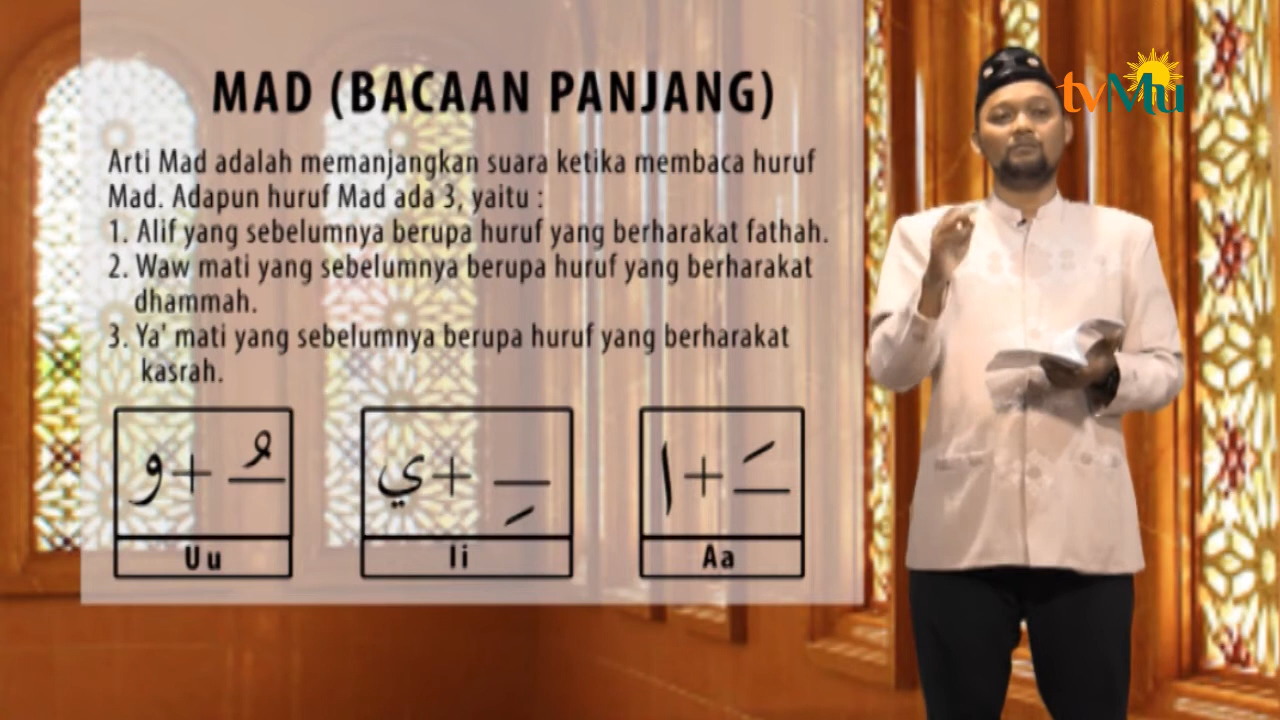 tvMu
MAD (BACAAN PANJANG)
Arti Mad adalah memanjangkan suara ketika membaca huruf
Mad. Adapun huruf Mad ada 3, yaitu :
1. Alif yang sebelumnya berupa huruf yang berharakat fathah.
2. Waw mati yang sebelumnya berupa huruf yang berharakat
dhammah.
3. Ya' mati yang sebelumnya berupa huruf yang berharakat
kasrah.
و + ـُ
ي + ـِ
ا + ـَ
Uu
Ii
Aa